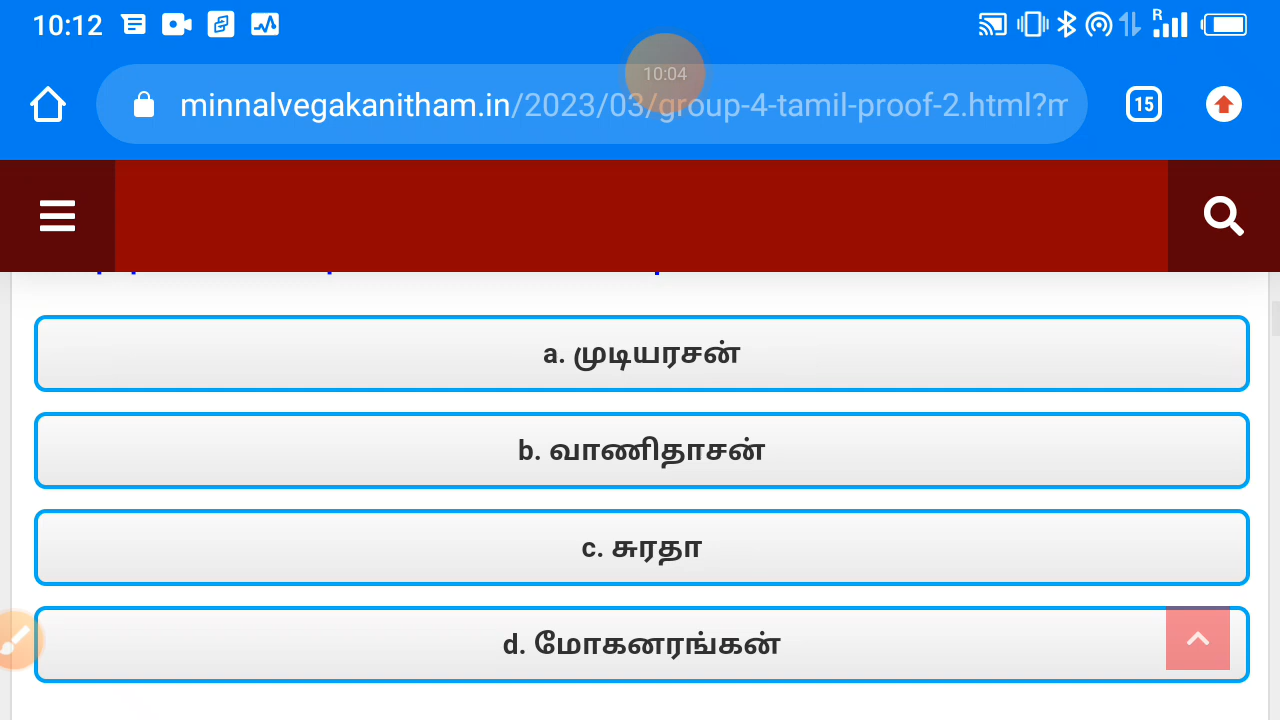 10:12
10:04
minnalvegakanitham.in/2023/03/group-4-tamil-proof-2.html?m
15
R
a. முடியரசன்
b. வாணிதாசன்
c. சுரதா
d. மோகனரங்கன்